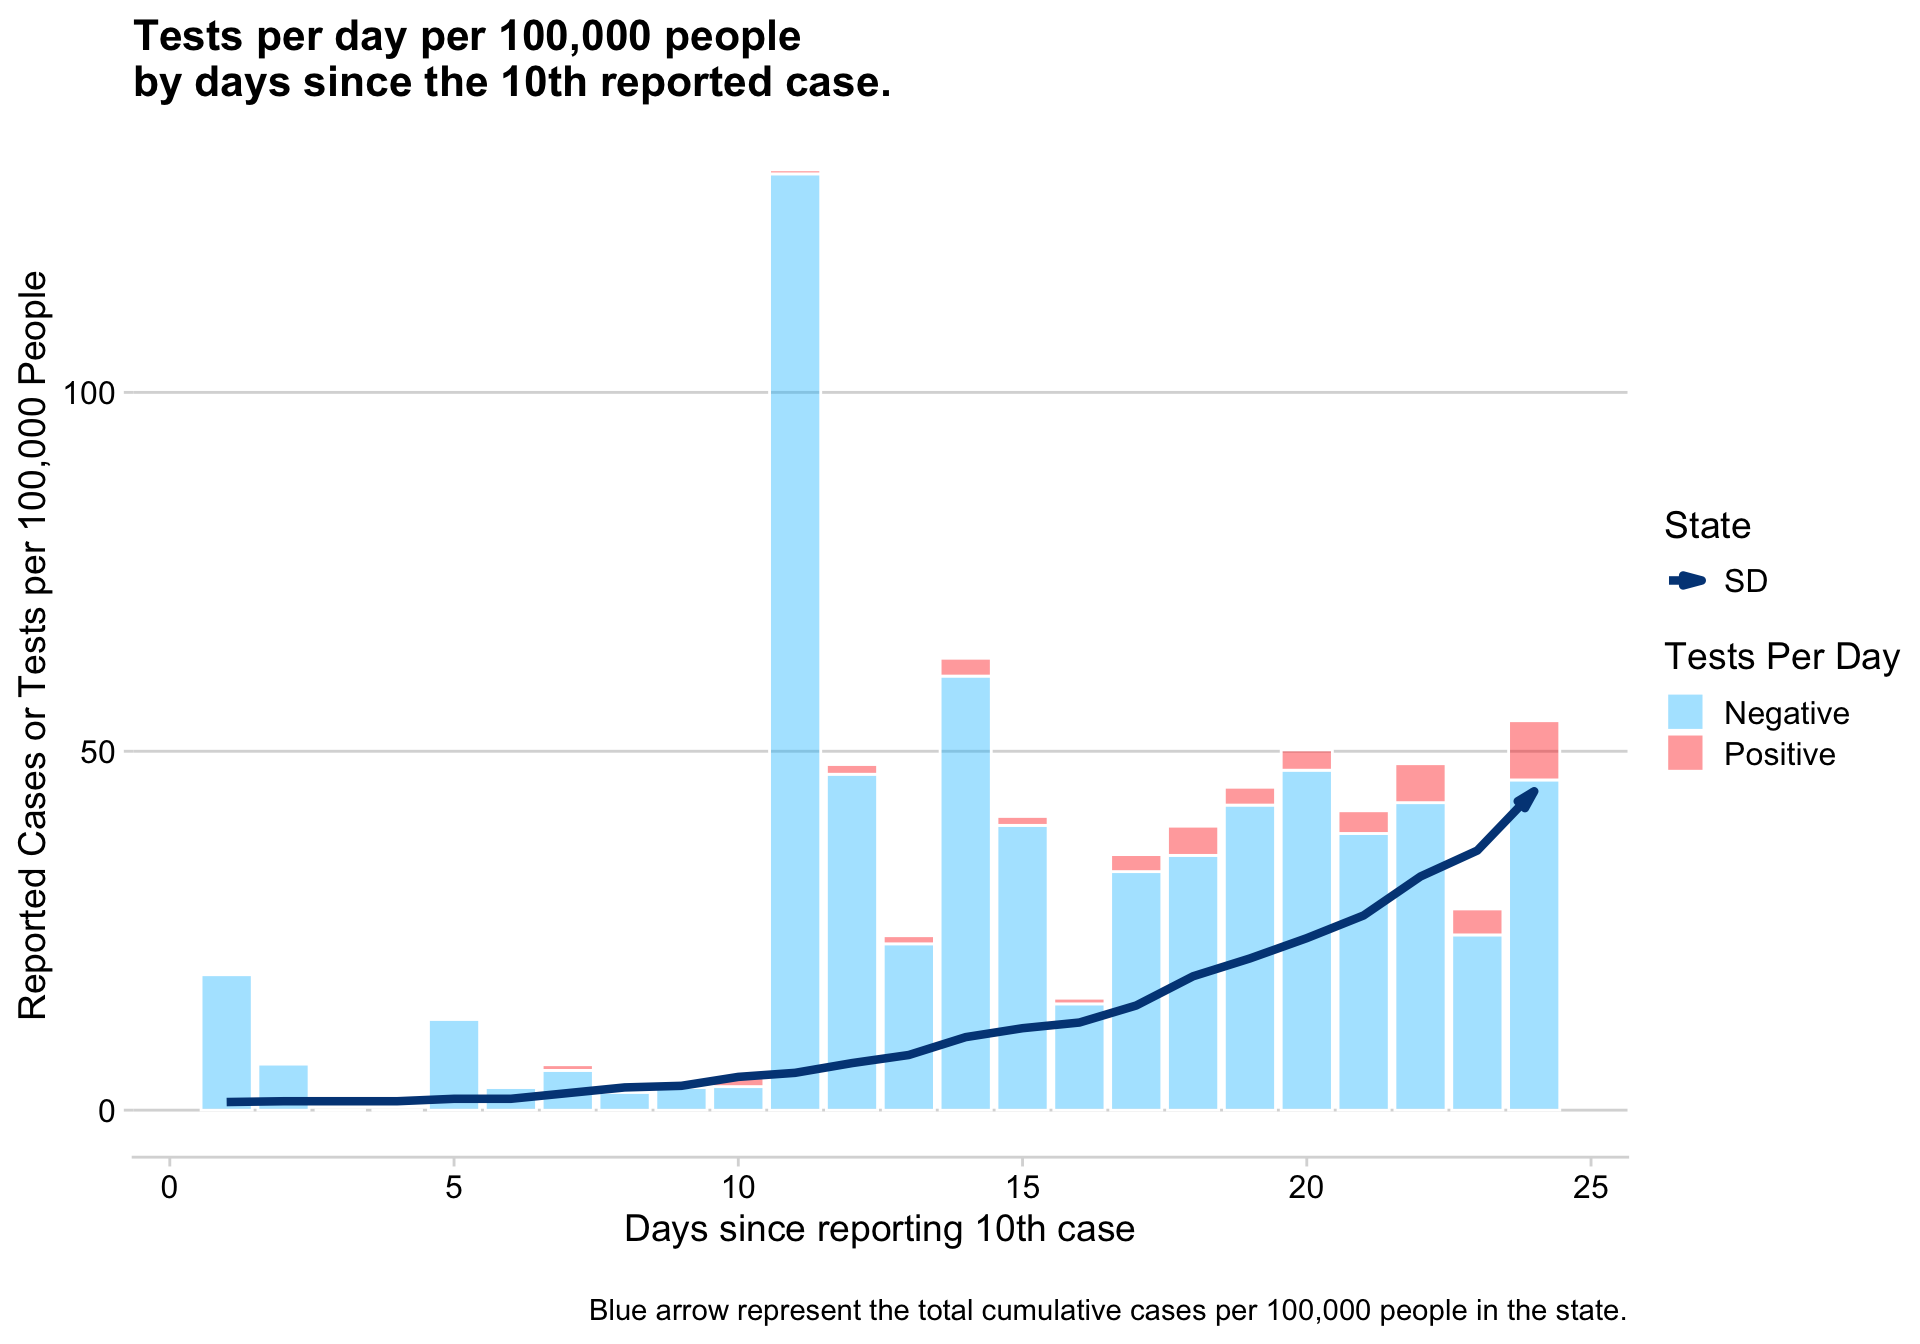 Tests per day per 100,000 people
by days since the 10th reported case.
Reported Cases or Tests per 100,000 People
100
50
0
0
5
10
15
20
25
Days since reporting 10th case
State
SD
Tests Per Day
Negative
Positive
Blue arrow represent the total cumulative cases per 100,000 people in the state.